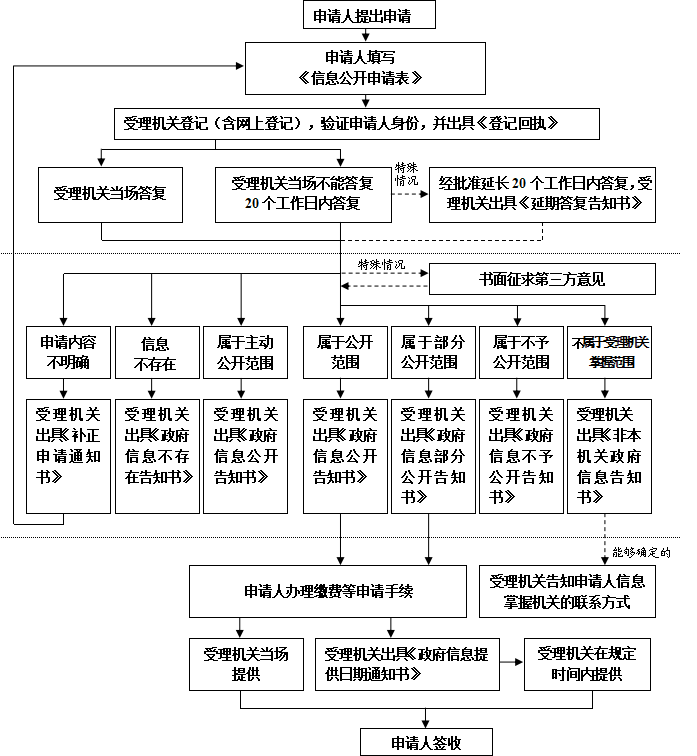 申请人提出申请
申请人填写
《信息公开申请表》
受理机关登记（含网上登记），验证申请人身份，并出具《登记回执》
受理机关当场答复
受理机关当场不能答复
20个工作日内答复
特殊
情况
经批准延长20个工作日内答复，受
理机关出具《延期答复告知书》
特殊情况
书面征求第三方意见
申请内容
不明确
信息
不存在
属于主动
公开范围
属于公开
范围
属于部分
公开范围
属于不予
公开范围
不属于受理机关
掌握范围
受理机关
出具《补正
申请通知
书》
受理机关
出具《政府
信息不存
在告知书》
受理机关
出具《政府
信息公开
告知书》
受理机关
出具《政府
信息公开
告知书》
受理机关
出具《政府
信息部分
公开告知
书》
受理机关
出具《政府
信息不予
公开告知
书》
受理机关
出具《非本
机关政府
信息告知
书》
能够确定的
申请人办理缴费等申请手续
受理机关告知申请人信息
掌握机关的联系方式
受理机关当场
提供
受理机关出具《政府信息提
供日期通知书》
受理机关在规定
时间内提供
申请人签收